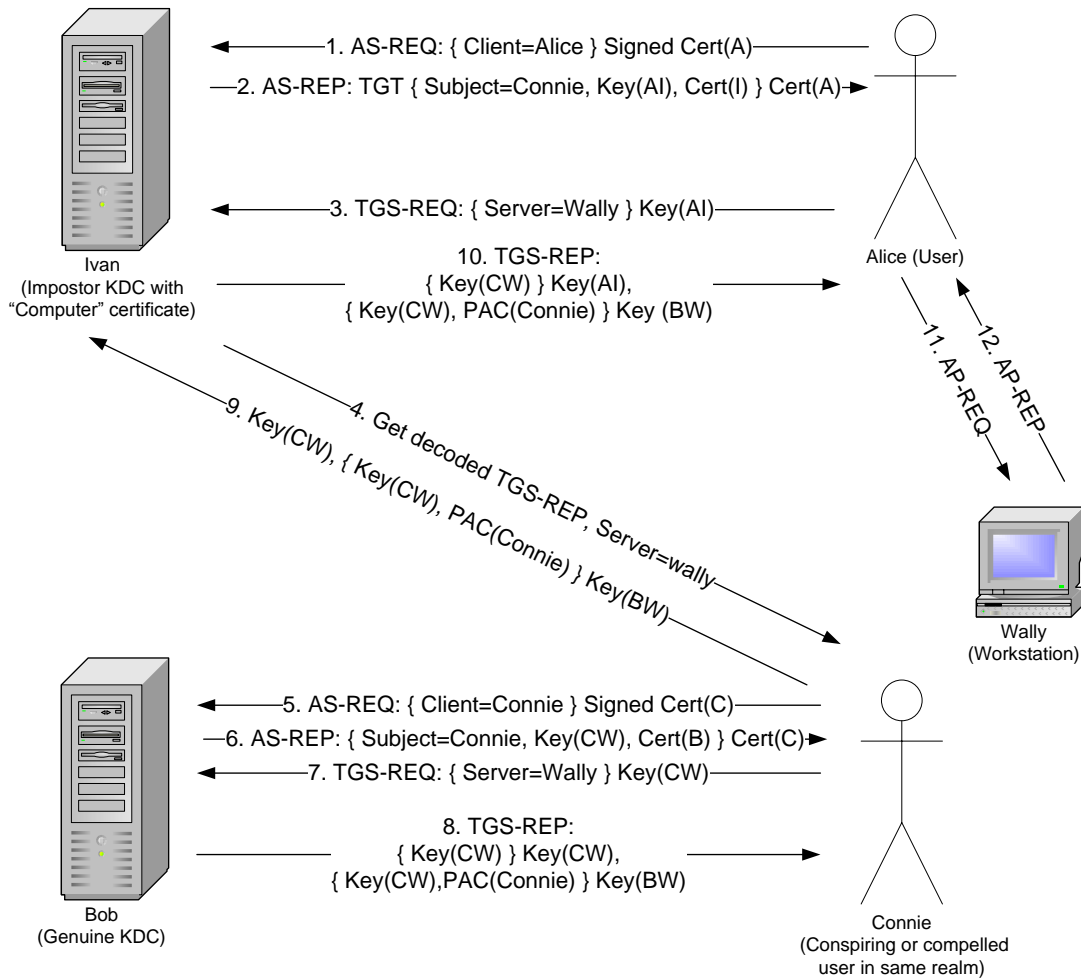 1. AS-REQ: { Client=Alice } Signed Cert(A)
2. AS-REP: TGT { Subject=Connie, Key(AI), Cert(I) } Cert(A)
3. TGS-REQ: { Server=Wally } Key(AI)
10. TGS-REP:
{ Key(CW) } Key(AI),
{ Key(CW), PAC(Connie) } Key (BW)
Ivan
(Impostor KDC with
“Computer” certificate)
Alice (User)
11. AP-REQ
12. AP-REP
4. Get decoded TGS-REP, Server=wally
9. Key(CW), { Key(CW), PAC(Connie) } Key(BW)
Wally
(Workstation)
5. AS-REQ: { Client=Connie } Signed Cert(C)
6. AS-REP: { Subject=Connie, Key(CW), Cert(B) } Cert(C)
7. TGS-REQ: { Server=Wally } Key(CW)
8. TGS-REP:
{ Key(CW) } Key(CW),
{ Key(CW),PAC(Connie) } Key(BW)
Bob
(Genuine KDC)
Connie
(Conspiring or compelled
user in same realm)